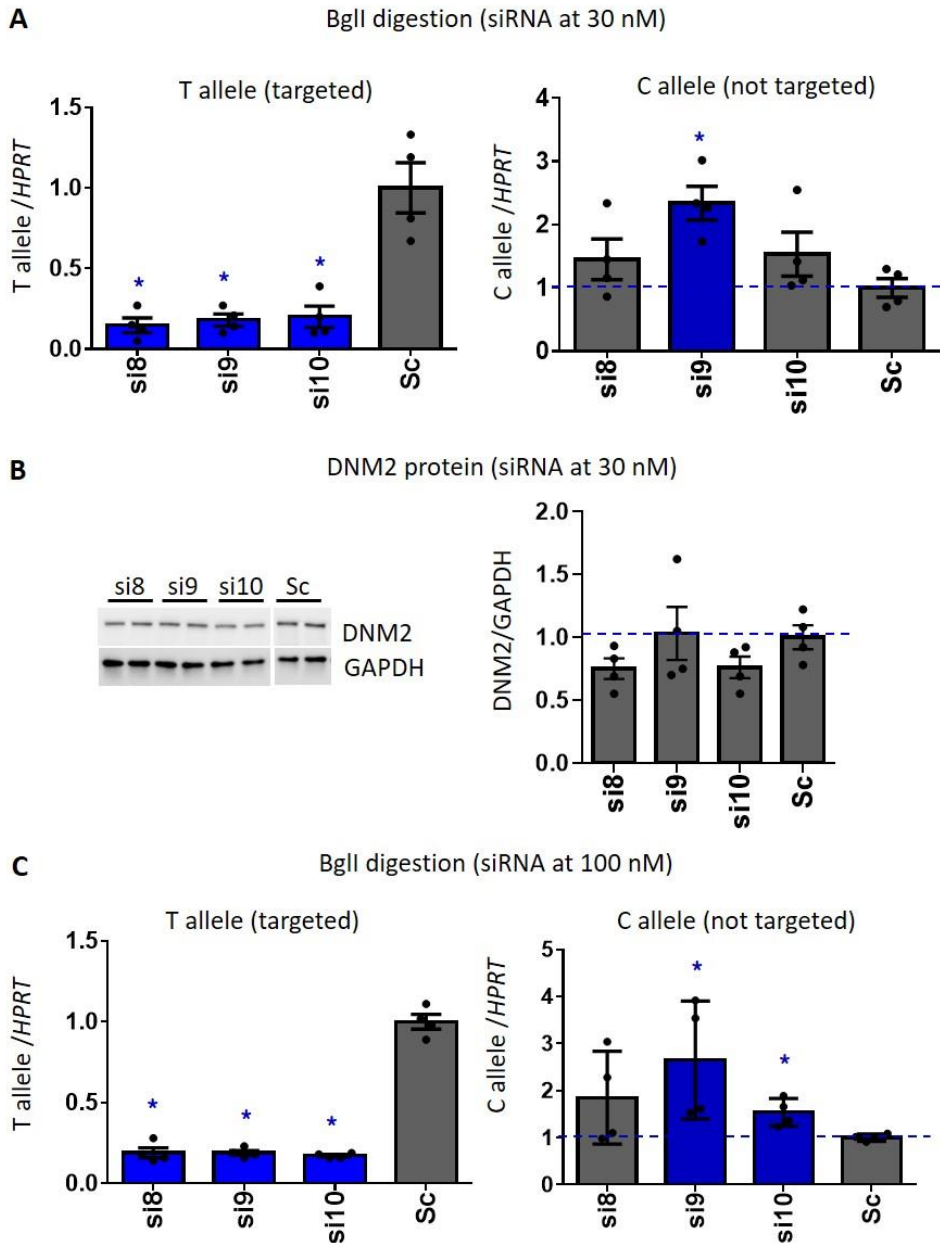 A
BglI digestion (siRNA at 30 nM)
T allele (targeted)
T allele /HPRT
1.5
1.0
0.5
0.0
*
*
*
si8
si9
si10
Sc
C allele (not targeted)
C allele /HPRT
4
3
2
1
0
*
si8
si9
si10
Sc
B
DNM2 protein (siRNA at 30 nM)
si8 si9 si10 Sc
DNM2
GAPDH
DNM2/GAPDH
2.0
1.5
1.0
0.5
0.0
si8
si9
si10
Sc
C
BglI digestion (siRNA at 100 nM)
T allele (targeted)
T allele /HPRT
1.5
1.0
0.5
0.0
*
*
*
si8
si9
si10
Sc
C allele (not targeted)
C allele /HPRT
5
4
3
2
1
0
*
*
si8
si9
si10
Sc